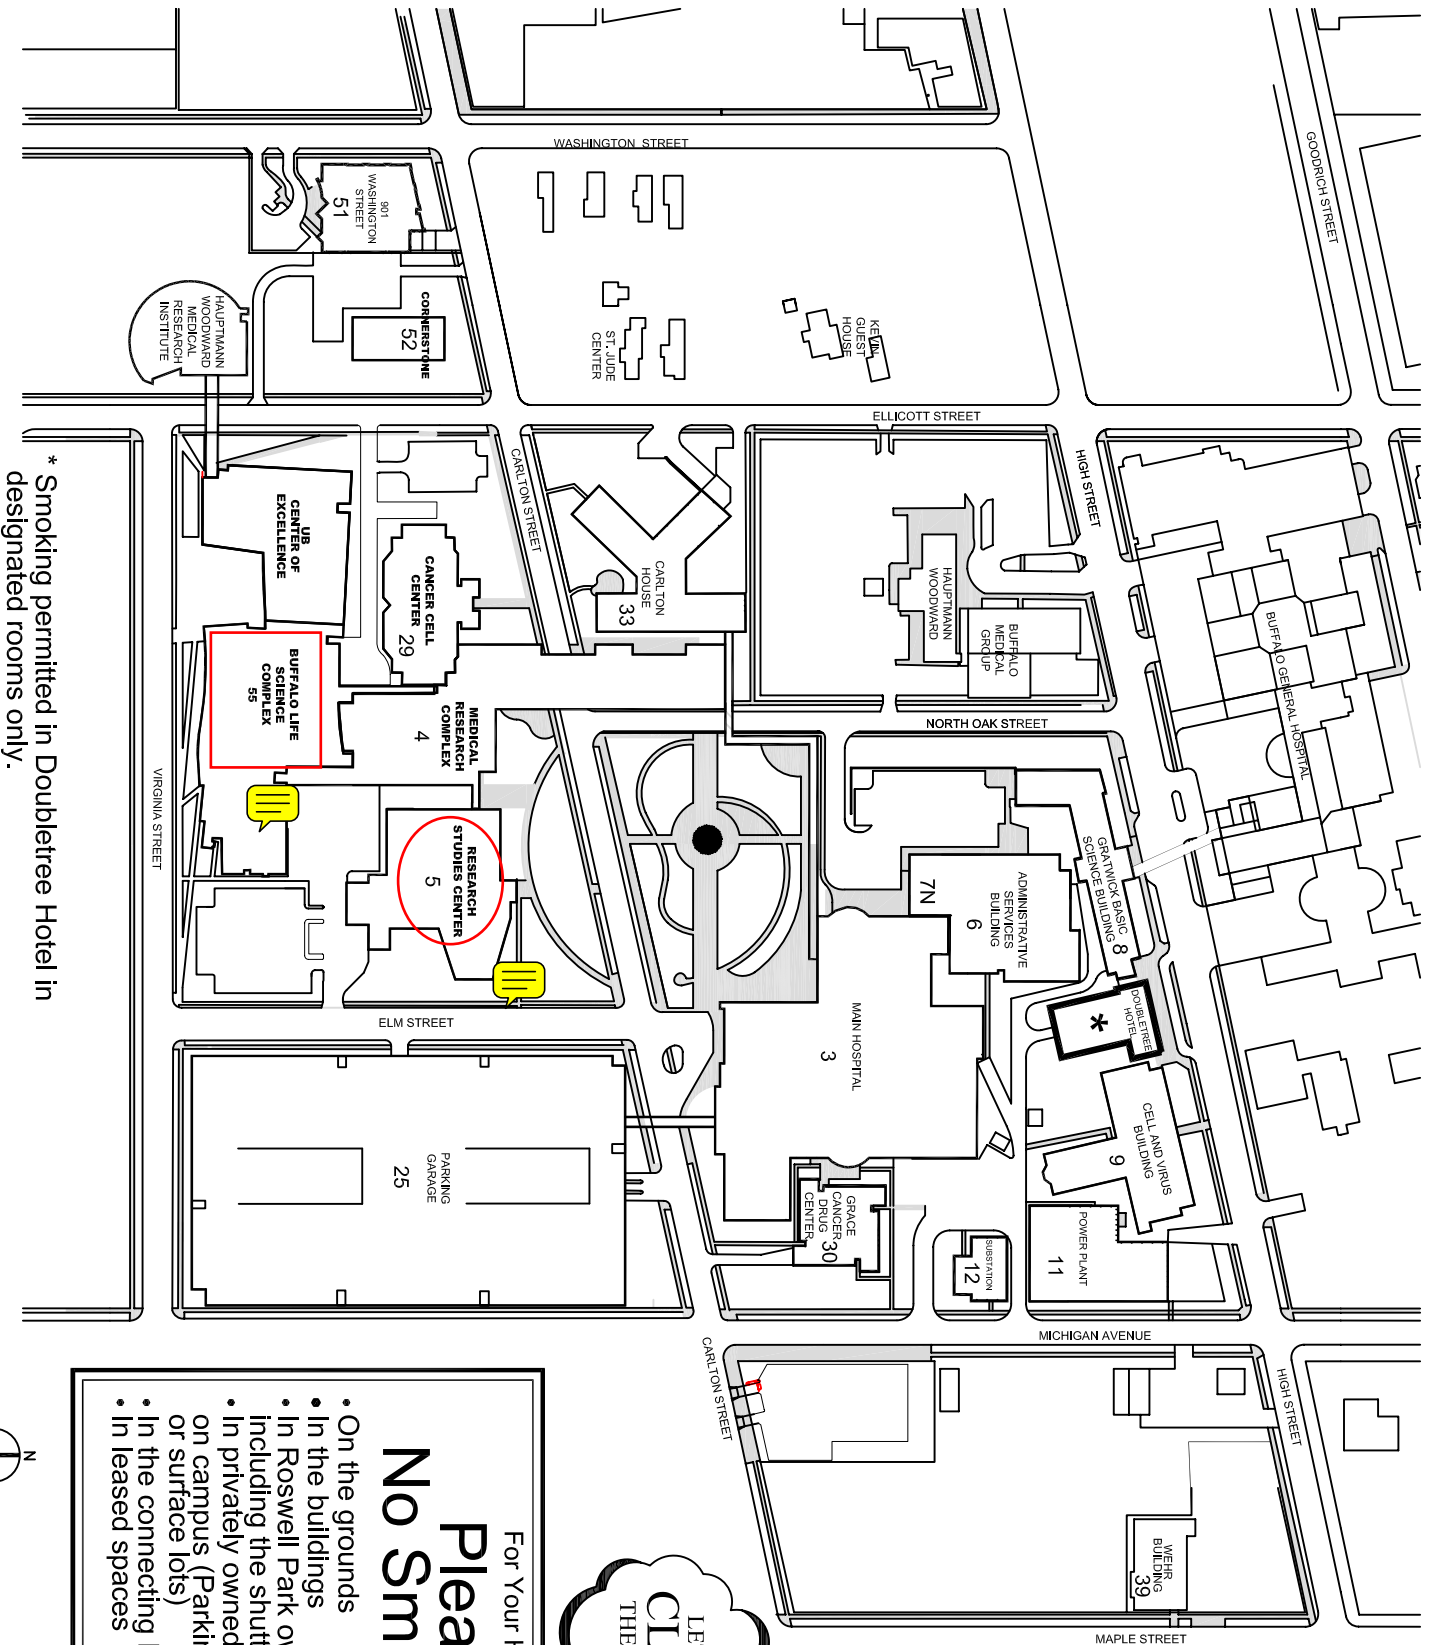 WASHINGTON STREET
GOODRICH STREET
901
WASHINGTON
STREET
51
CORNERSTONE
52
HAUPTMANN
WOODWARD
MEDICAL
RESEARCH
INSTITUTE
ST. JUDE
CENTER
KEVIN
GUEST
HOUSE
ELLICOTT STREET
CARLTON STREET
HIGH STREET
UB
CENTER OF
EXCELLENCE
CANCER CELL
CENTER
29
CARLTON
HOUSE
33
HAUPTMANN
WOODWARD
BUFFALO
MEDICAL
GROUP
BUFFALO GENERAL HOSPITAL
BUFFALO LIFE
SCIENCE
COMPLEX
55
MEDICAL
RESEARCH
COMPLEX
4
NORTH OAK STREET
VIRGINIA STREET
RESEARCH
STUDIES CENTER
5
7N
ADMINISTRATIVE
SERVICES
BUILDING
6
GRATWICK BASIC
SCIENCE BUILDING
8
DOUBLETREE
HOTEL
*
ELM STREET
MAIN HOSPITAL
3
CELL AND VIRUS
BUILDING
9
PARKING
GARAGE
25
GRACE
CANCER
DRUG
CENTER
30
SUBSTATION
12
POWER PLANT
11
MICHIGAN AVENUE
CARLTON STREET
HIGH STREET
WEHR
BUILDING
39
MAPLE STREET
* Smoking permitted in Doubletree Hotel in
designated rooms only.
For Your
Plea
No Sm
• On the grounds
• In the buildings
• In Roswell Park ow
including the shutt
• In privately owned
on campus (Parkin
or surface lots)
• In the connecting
• In leased spaces
LE
CL
THE
N